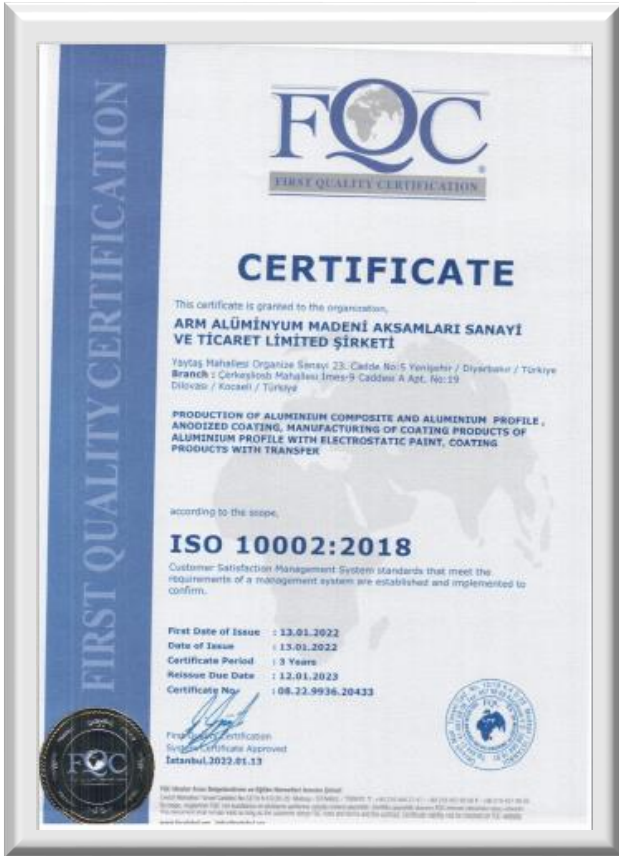 FIRST QUALITY CERTIFICATION
FQC
FIRST QUALITY CERTIFICATION
CERTIFICATE
This certificate is granted to the organization,
ARM ALÜMİNYUM MADENİ AKSAMLARI SANAYİ
VE TİCARET LİMİTED ŞİRKETİ
Yaytaş Mahallesi Organize Sanayi 23. Cadde No:5 Yenişehir / Diyarbakır / Türkiye
Branch : Çerkeşli Mahallesi İmes-9 Caddesi A Apt. No:19
Dilovası / Kocaeli / Türkiye
PRODUCTION OF ALUMINIUM COMPOSITE AND ALUMINIUM PROFILE,
ANODIZED COATING, MANUFACTURING OF COATING PRODUCTS OF
ALUMINIUM PROFILE WITH ELECTROSTATIC PAINT, COATING
PRODUCTS WITH TRANSFER
according to the scope,
ISO 10002:2018
Customer Satisfaction Management System standards that meet the
requirements of a management system are established and implemented to
confirm.
First Date of Issue : 13.01.2022
Date of Issue : 13.01.2022
Certificate Period : 3 Years
Reissue Due Date : 12.01.2023
Certificate No : 08.22.9936.20433
First Quality Certification
System Certificate Approved
İstanbul,2022.01.13
FQC
FQC